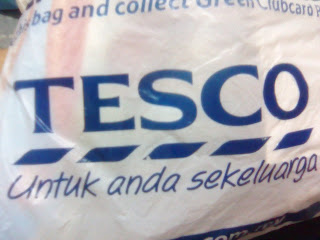 bag and collect Green Clubcard
TESCO
Untuk anda sekeluarga